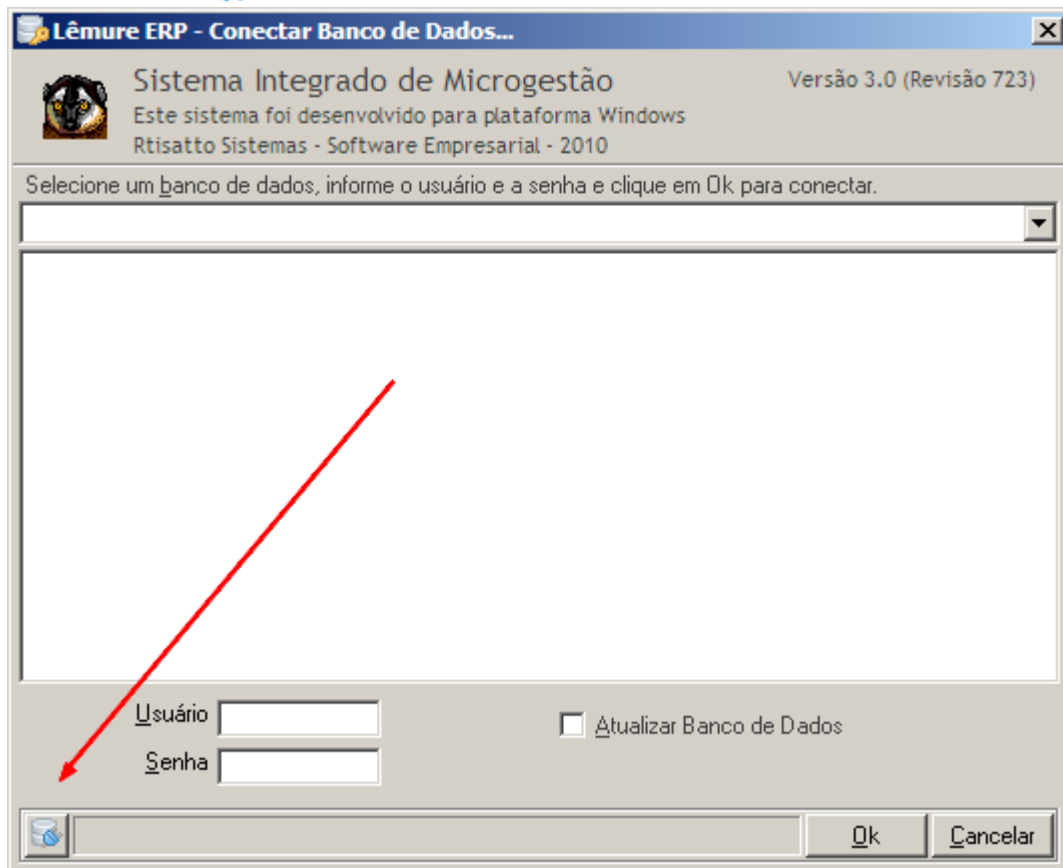 Lêmure ERP - Conectar Banco de Dados...
Sistema Integrado de Microgestão
Versão 3.0 (Revisão 723)
Este sistema foi desenvolvido para plataforma Windows
Rtisatto Sistemas - Software Empresarial - 2010
Selecione um banco de dados, informe o usuário e a senha e clique em Ok para conectar.
Usuário
Atualizar Banco de Dados
Senha
Ok
Cancelar